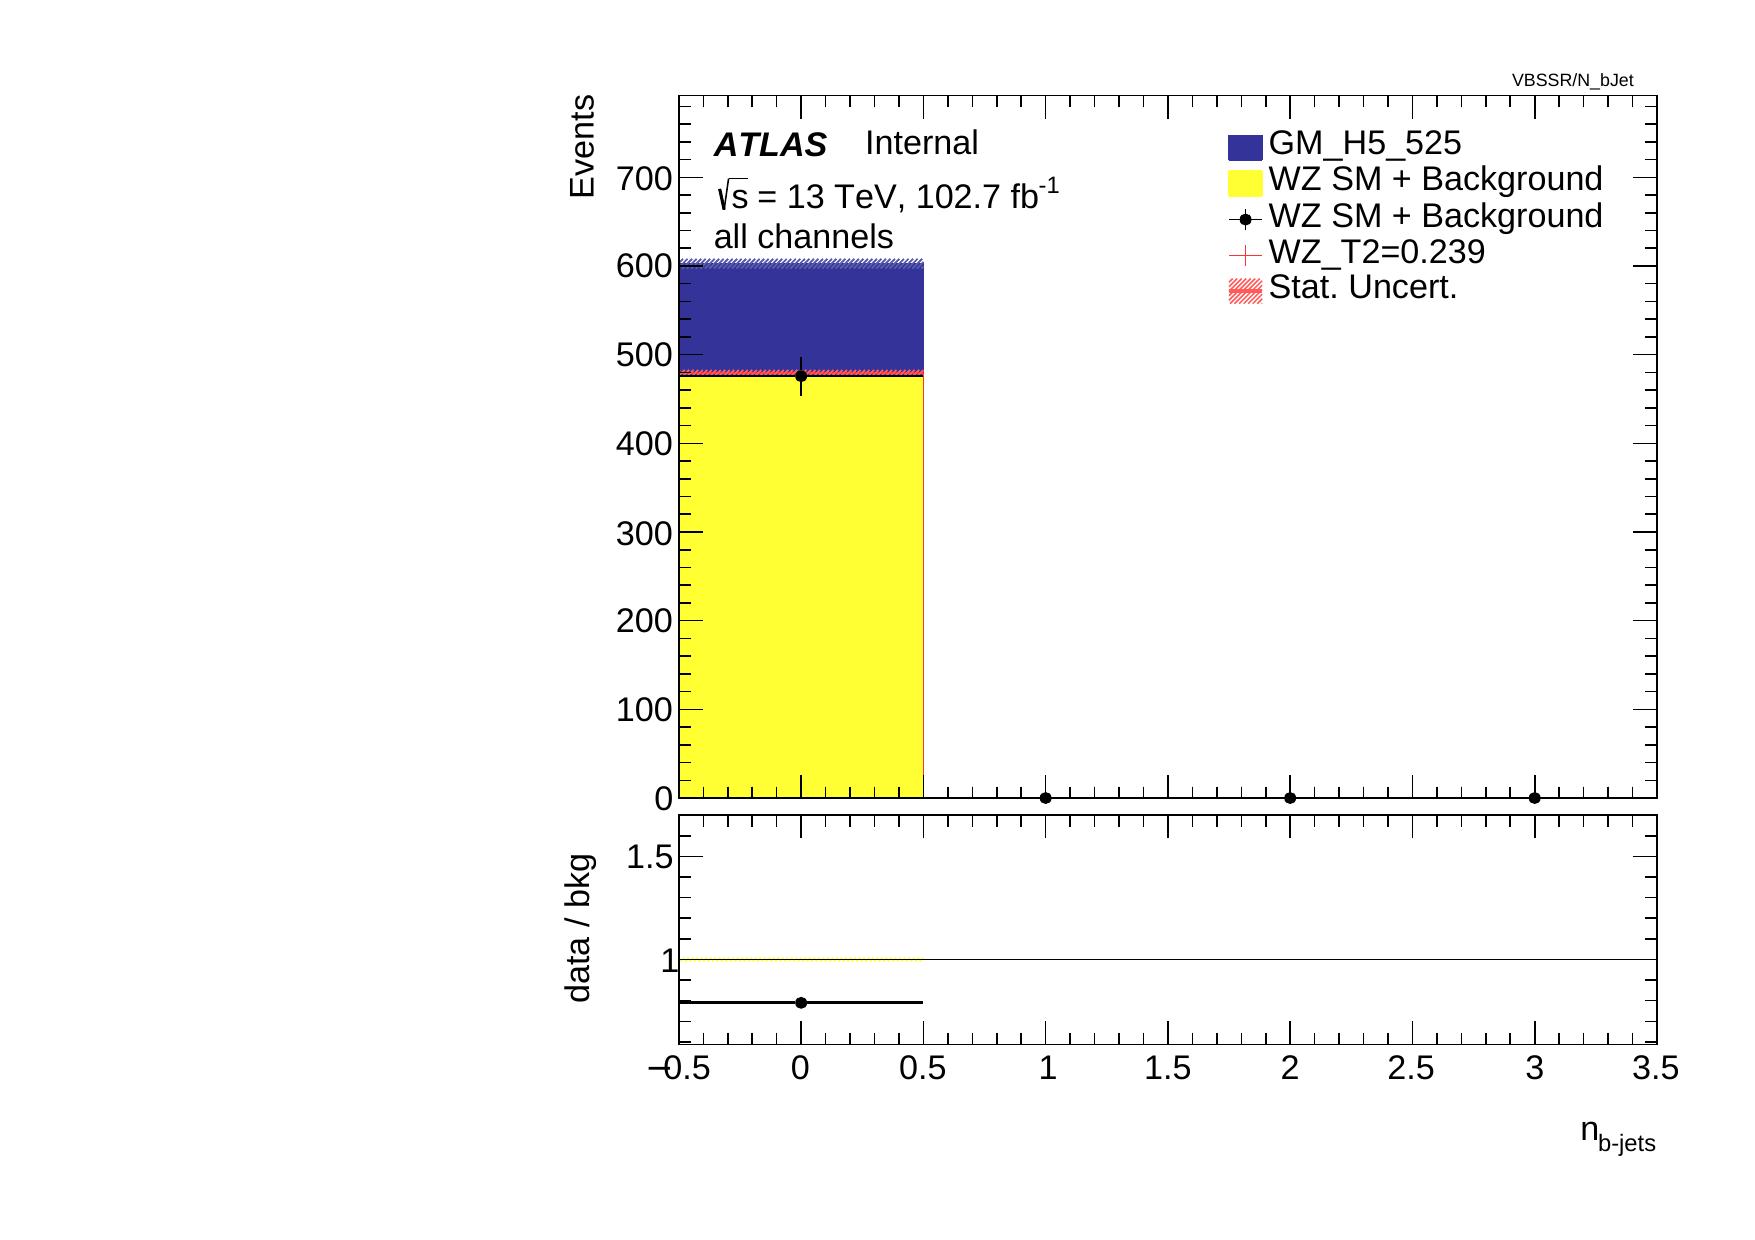 VBSSR/N_bJet
Events
ATLAS Internal
√s = 13 TeV, 102.7 fb-1
all channels
GM_H5_525
WZ SM + Background
WZ SM + Background
WZ_T2=0.239
Stat. Uncert.
700
600
500
400
300
200
100
0
data / bkg
1.5
1
−0.5 0 0.5 1 1.5 2 2.5 3 3.5
nb-jets